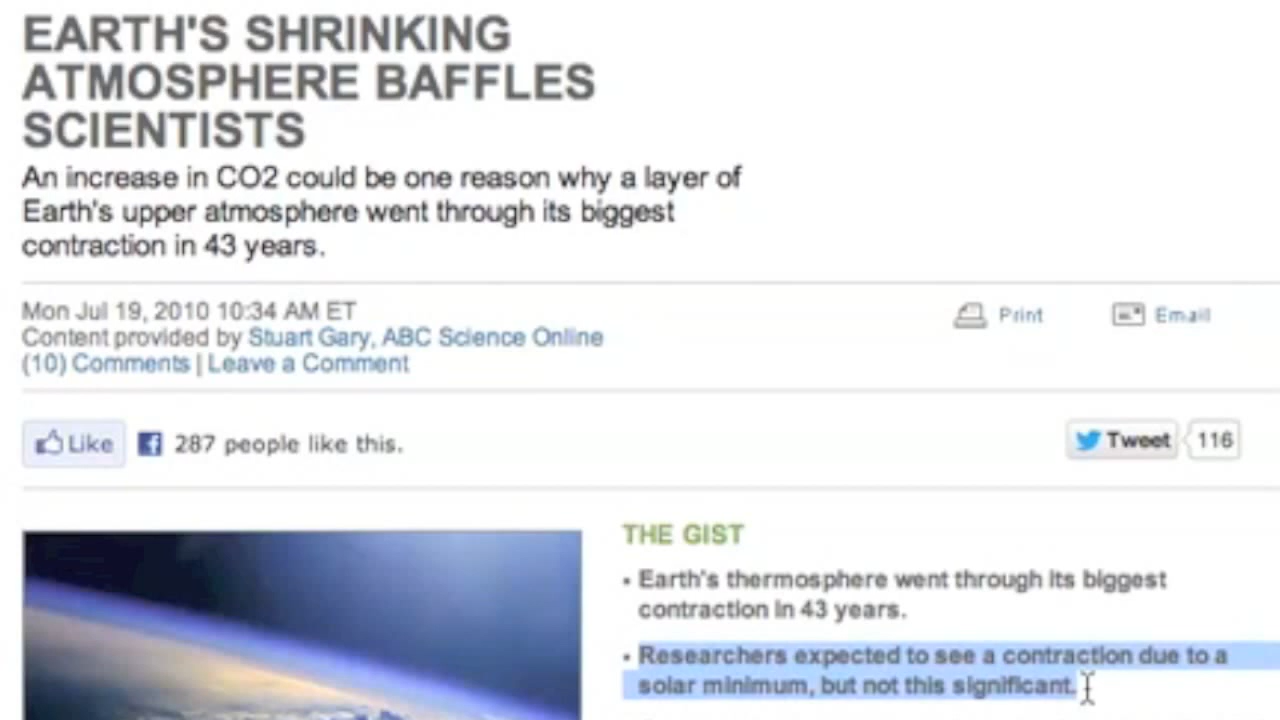 EARTH'S SHRINKING
ATMOSPHERE BAFFLES
SCIENTISTS
An increase in CO2 could be one reason why a layer of
Earth's upper atmosphere went through its biggest
contraction in 43 years.
Mon Jul 19, 2010 10:34 AM ET
Print
Email
Content provided by Stuart Gary, ABC Science Online
(10) Comments | Leave a Comment
Like
287 people like this.
Tweet
116
THE GIST
• Earth's thermosphere went through its biggest
contraction in 43 years.
• Researchers expected to see a contraction due to a
solar minimum, but not this significant.